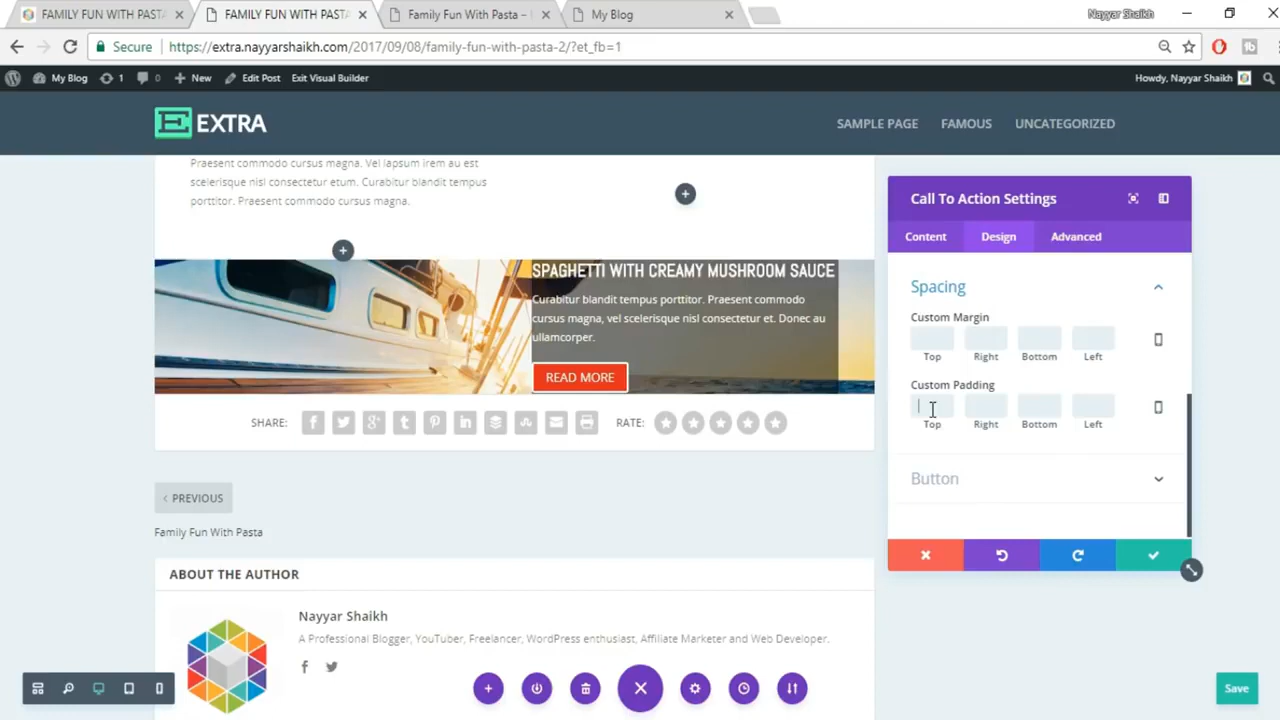 FAMILY FUN WITH PASTA
FAMILY FUN WITH PASTA
Family Fun With Pasta –
My Blog
Nayyar Shaikh
Secure
https://extra.nayyarshaikh.com/2017/09/08/family-fun-with-pasta-2/?et_fb=1
My Blog 1 0 New Edit Post Exit Visual Builder
Howdy, Nayyar Shaikh
EXTRA
SAMPLE PAGE FAMOUS UNCATEGORIZED
Praesent commodo cursus magna. Vel lapsum irem au est
scelerisque nisl consectetur etum. Curabitur blandit tempus
porttitor. Praesent commodo cursus magna.
SPAGHETTI WITH CREAMY MUSHROOM SAUCE
Curabitur blandit tempus porttitor. Praesent commodo
cursus magna, vel scelerisque nisl consectetur et. Donec au
ullamcorper.
READ MORE
SHARE:
RATE:
PREVIOUS
Family Fun With Pasta
ABOUT THE AUTHOR
Nayyar Shaikh
A Professional Blogger, YouTuber, Freelancer, WordPress enthusiast, Affiliate Marketer and Web Developer.
Call To Action Settings
Content Design Advanced
Spacing
Custom Margin
Top Right Bottom Left
Custom Padding
Top Right Bottom Left
Button
Save